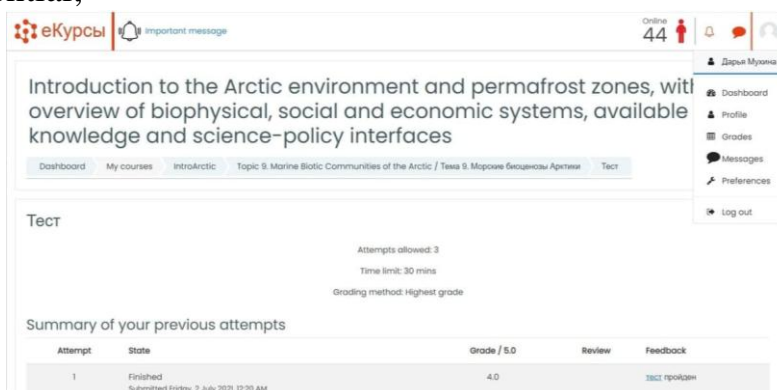 еКурсы
Important message
Online
44
Дарья Мухина
Introduction to the Arctic environment and permafrost zones, with
overview of biophysical, social and economic systems, available
knowledge and science-policy interfaces
Dashboard
Profile
Grades
Messages
Preferences
Log out
Dashboard My courses IntroArctic Topic 9. Marine Biotic Communities of the Arctic / Тема 9. Морские биоценозы Арктики Тест
Тест
Attempts allowed: 3
Time limit: 30 mins
Grading method: Highest grade
Summary of your previous attempts
Attempt State Grade / 5.0 Review Feedback
1 Finished 4.0 тест пройден
Submitted Friday, 2 July 2021, 12:20 AM